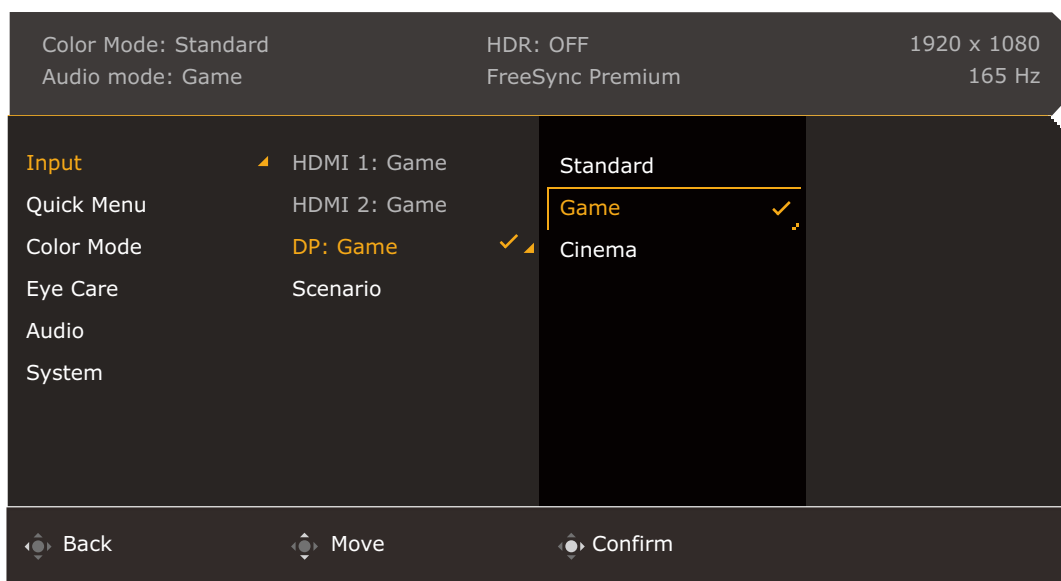 Color Mode: Standard
Audio mode: Game
HDR: OFF
FreeSync Premium
1920 x 1080
165 Hz
Input
Quick Menu
Color Mode
Eye Care
Audio
System
HDMI 1: Game
HDMI 2: Game
DP: Game
Scenario
Standard
Game
Cinema
Back
Move
Confirm